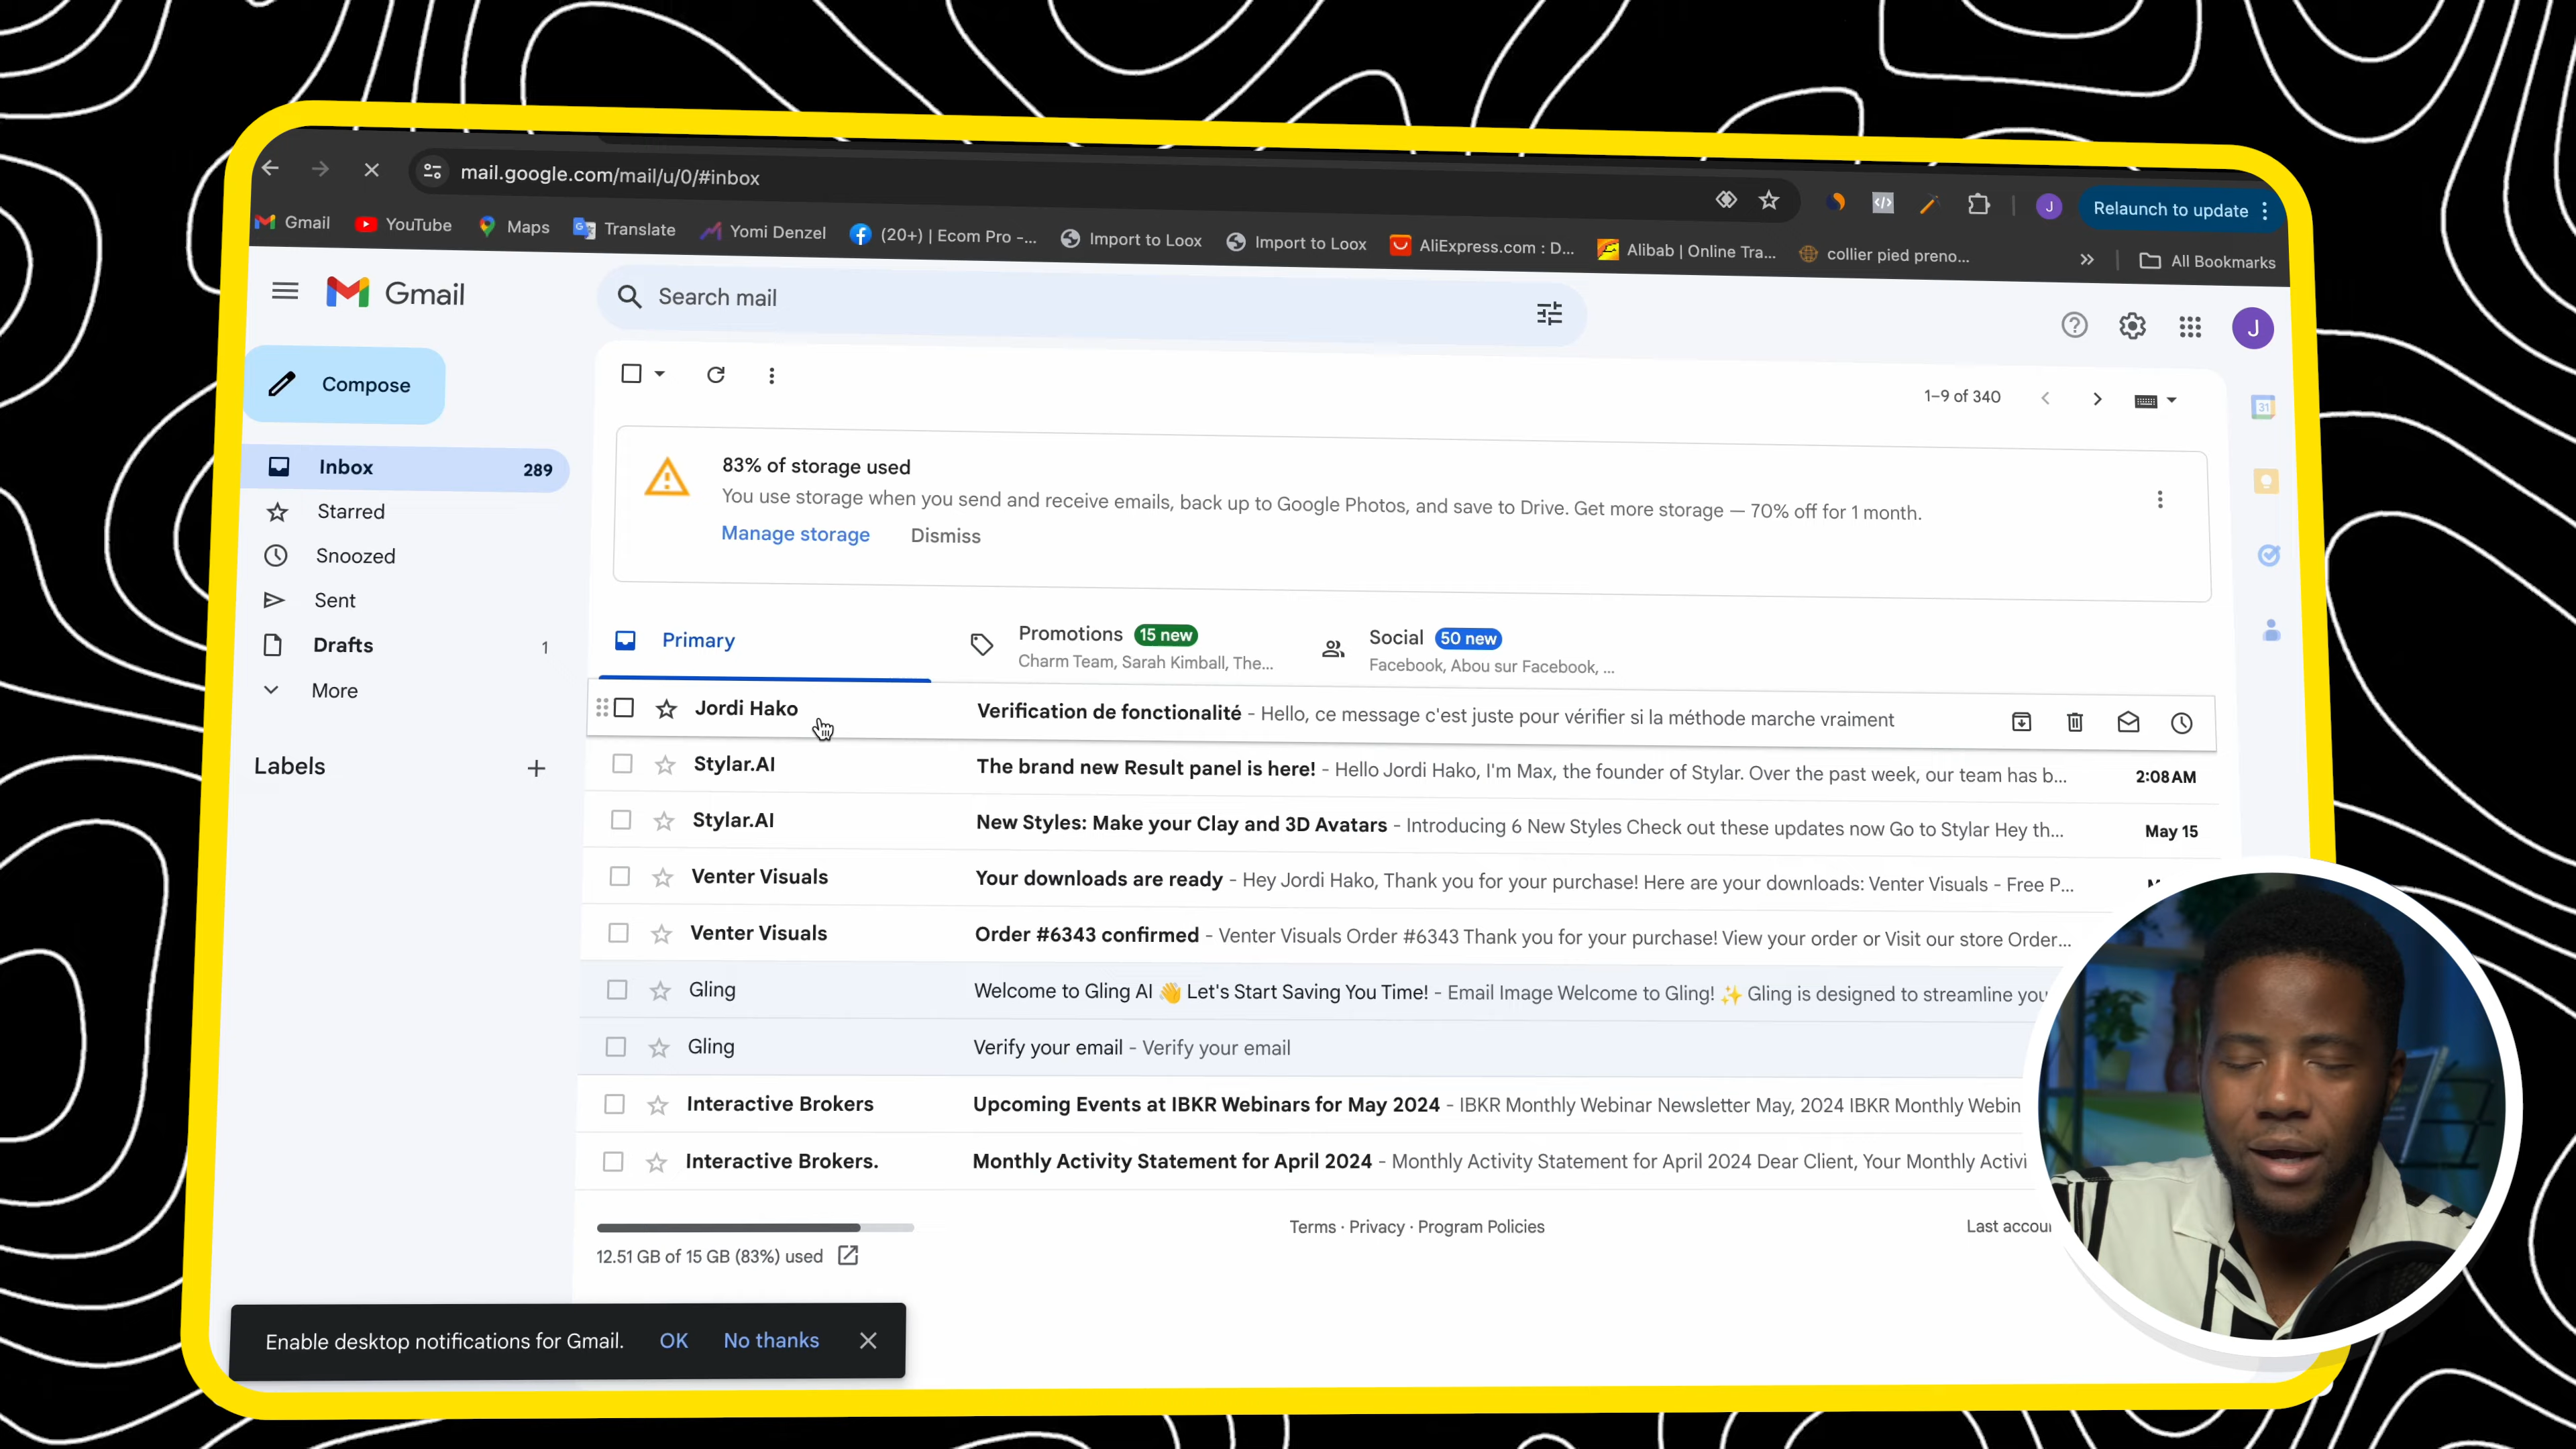 mail.google.com/mail/u/0/#inbox
J
Relaunch to update
Gmail
YouTube
Maps
Translate
Yomi Denzel
(20+) | Ecom Pro -...
Import to Loox
Import to Loox
AliExpress.com : D...
Alibab | Online Tra...
collier pied preno...
All Bookmarks
Gmail
Search mail
J
Compose
1–9 of 340
31
Inbox 289
Starred
Snoozed
Sent
Drafts 1
More
Labels
83% of storage used
You use storage when you send and receive emails, back up to Google Photos, and save to Drive. Get more storage — 70% off for 1 month.
Manage storage Dismiss
Primary
Promotions 15 new
Charm Team, Sarah Kimball, The...
Social 50 new
Facebook, Abou sur Facebook, ...
Jordi Hako Verification de fonctionalité - Hello, ce message c'est juste pour vérifier si la méthode marche vraiment
Stylar.AI The brand new Result panel is here! - Hello Jordi Hako, I'm Max, the founder of Stylar. Over the past week, our team has b... 2:08 AM
Stylar.AI New Styles: Make your Clay and 3D Avatars - Introducing 6 New Styles Check out these updates now Go to Stylar Hey th... May 15
Venter Visuals Your downloads are ready - Hey Jordi Hako, Thank you for your purchase! Here are your downloads: Venter Visuals - Free P...
Venter Visuals Order #6343 confirmed - Venter Visuals Order #6343 Thank you for your purchase! View your order or Visit our store Order...
Gling Welcome to Gling AI 👋 Let's Start Saving You Time! - Email Image Welcome to Gling! ✨ Gling is designed to streamline you
Gling Verify your email - Verify your email
Interactive Brokers Upcoming Events at IBKR Webinars for May 2024 - IBKR Monthly Webinar Newsletter May, 2024 IBKR Monthly Webin
Interactive Brokers. Monthly Activity Statement for April 2024 - Monthly Activity Statement for April 2024 Dear Client, Your Monthly Activi
12.51 GB of 15 GB (83%) used
Terms · Privacy · Program Policies
Last accou
Enable desktop notifications for Gmail. OK No thanks